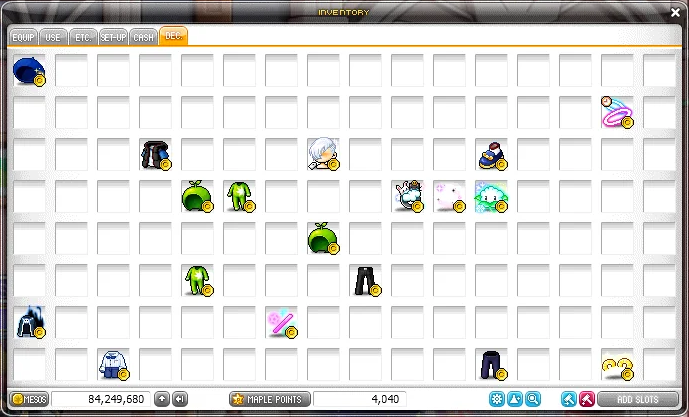 INVENTORY
EQUIP USE ETC. SET-UP CASH DEC.
MESOS 84,249,680 MAPLE POINTS 4,040 ADD SLOTS